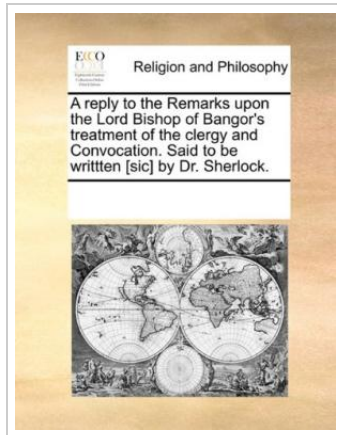 ECCO
Religion and Philosophy
A reply to the Remarks upon
the Lord Bishop of Bangor's
treatment of the clergy and
Convocation. Said to be
writtten [sic] by Dr. Sherlock.